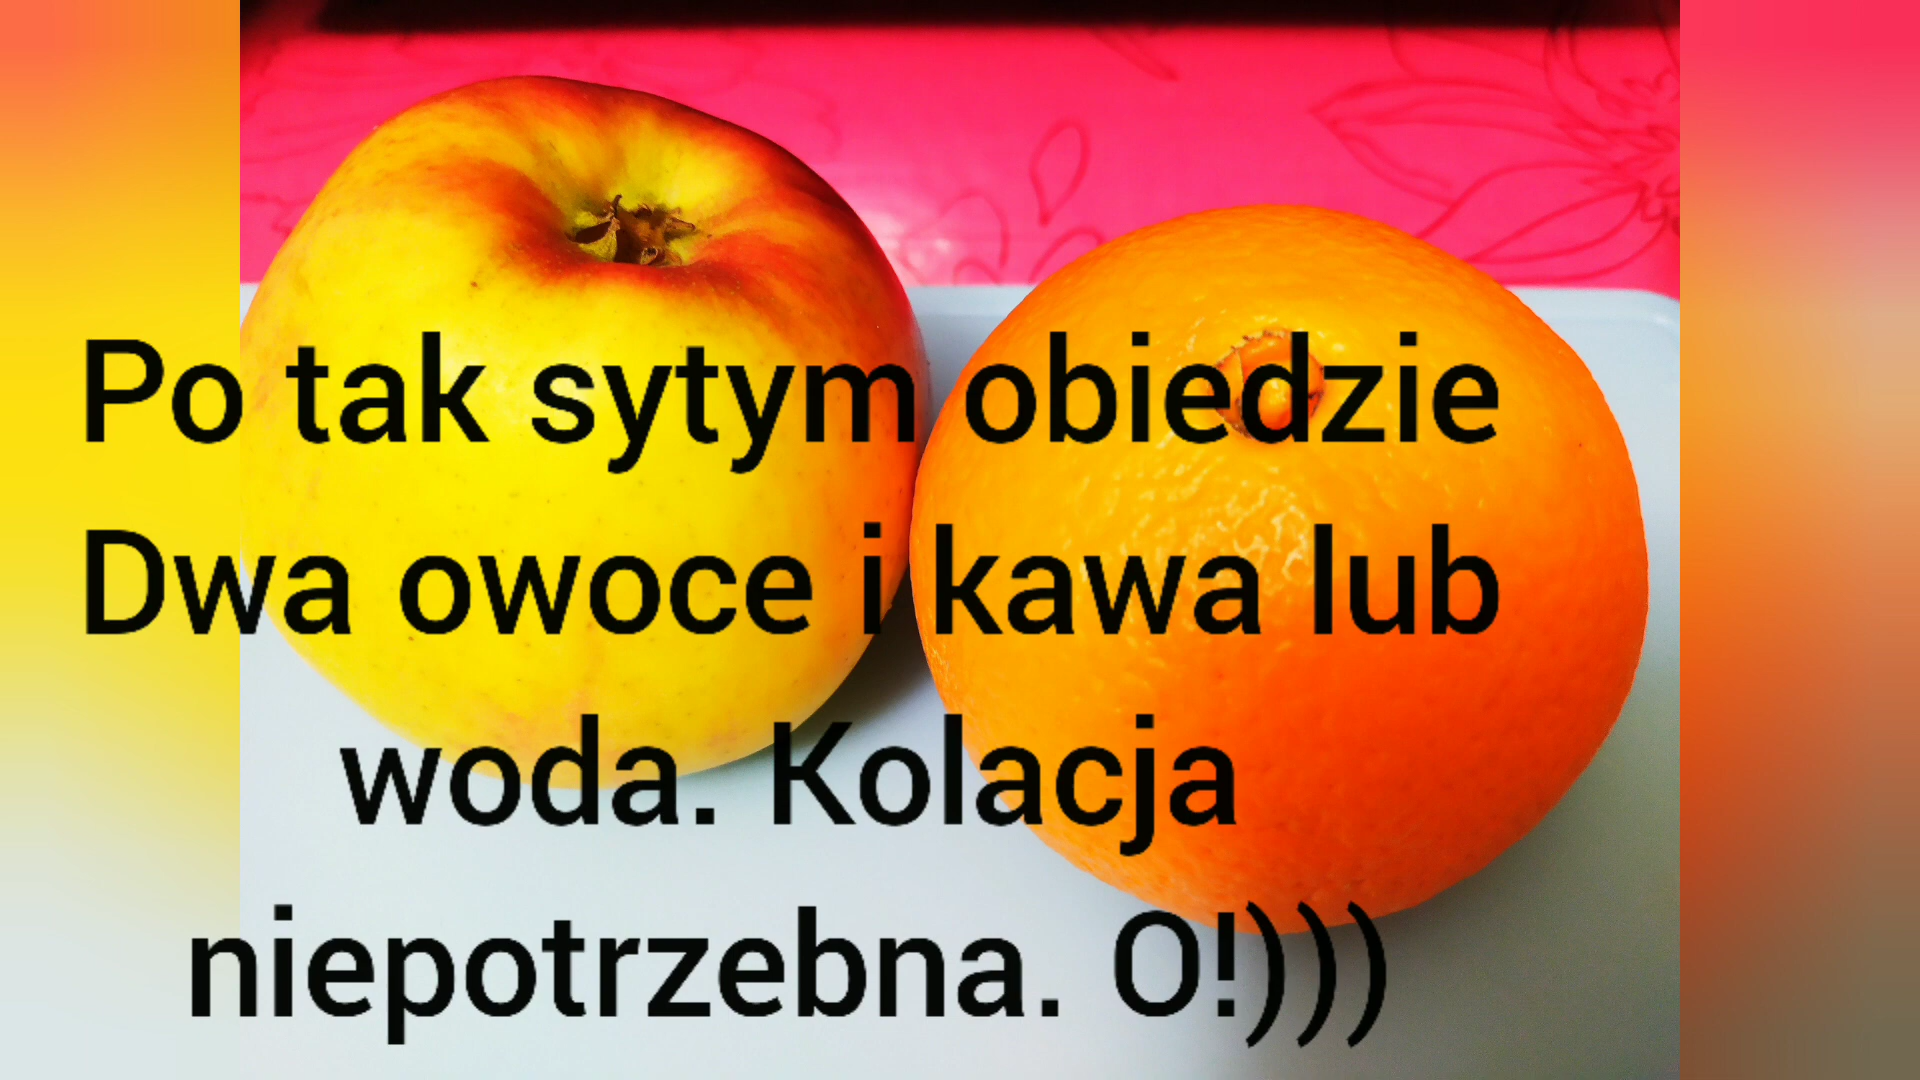 Po tak sytym obiedzie
Dwa owoce i kawa lub
woda. Kolacja
niepotrzebna. O!)))